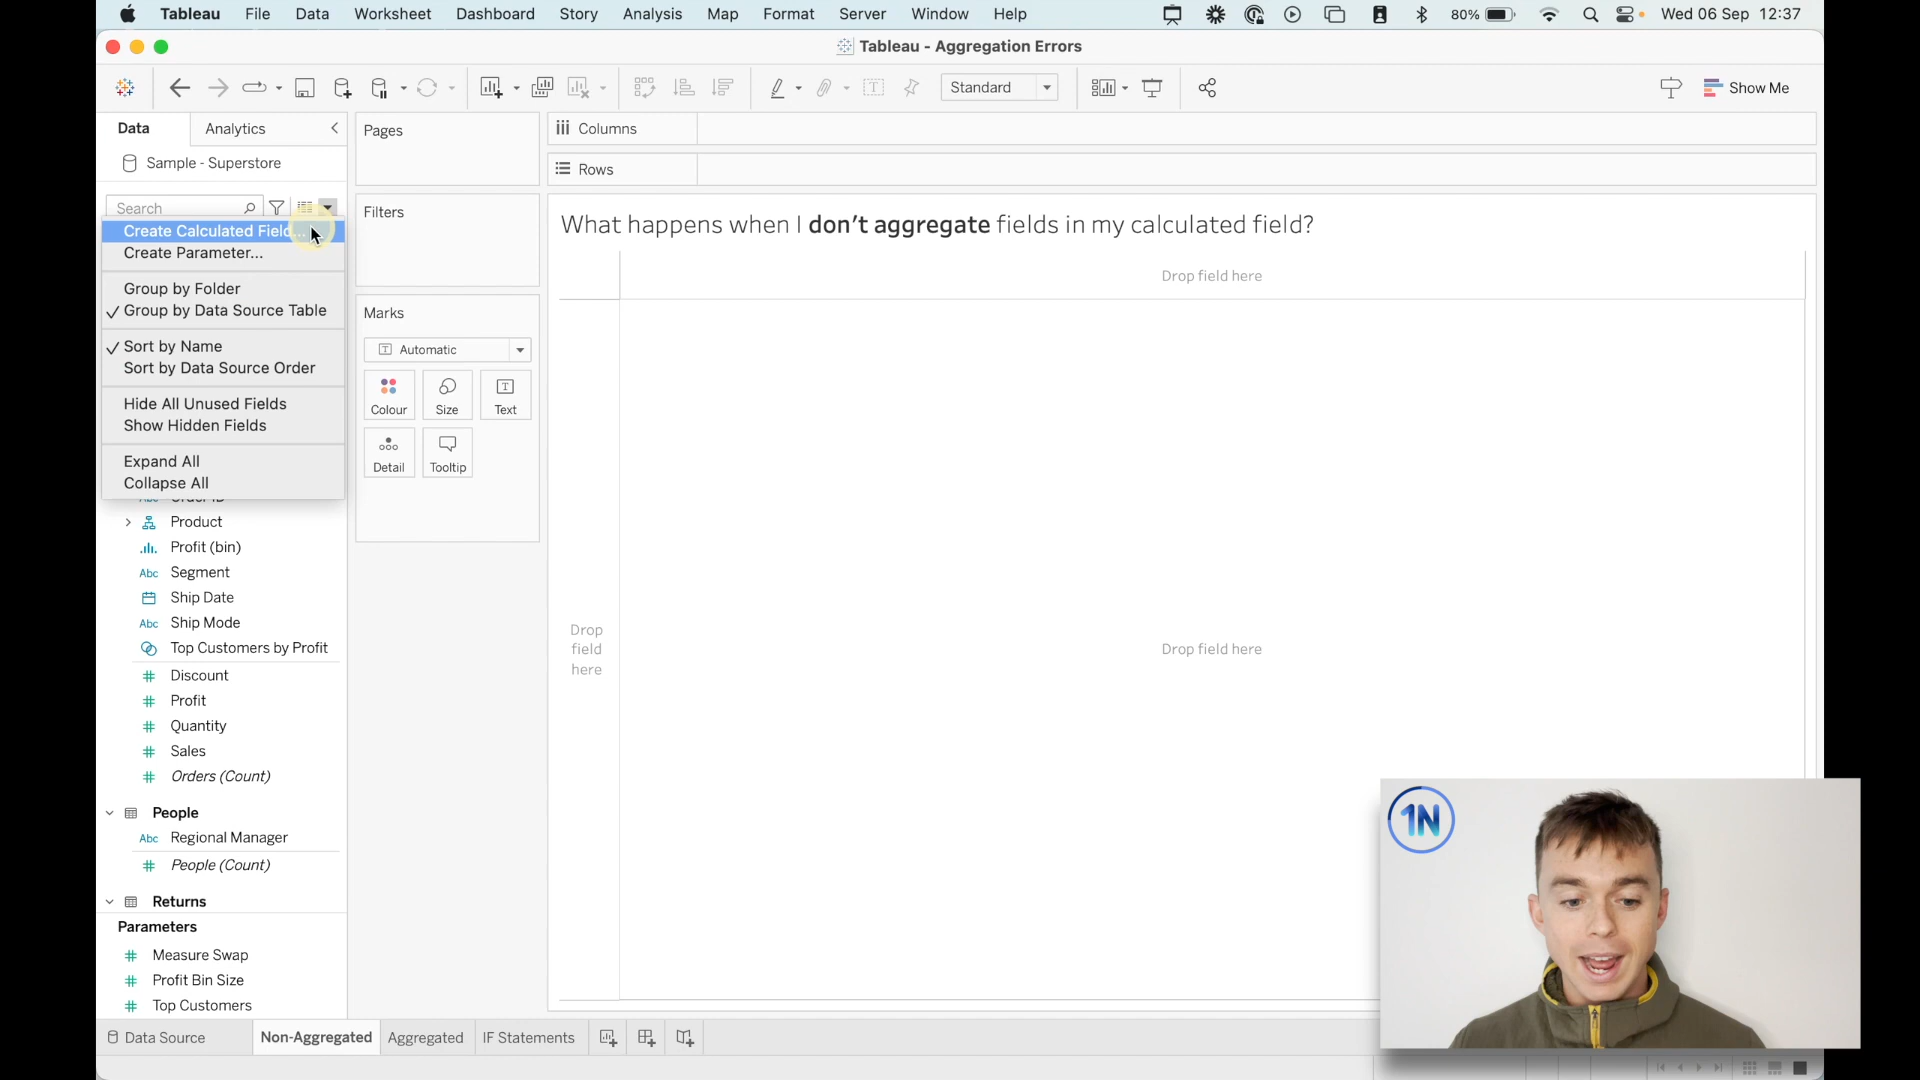 Tableau File Data Worksheet Dashboard Story Analysis Map Format Server Window Help 80% Wed 06 Sep 12:37
Tableau - Aggregation Errors
Standard
Show Me
Data
Analytics
Sample - Superstore
Search
Create Calculated Field...
Create Parameter...
Group by Folder
Group by Data Source Table
Sort by Name
Sort by Data Source Order
Hide All Unused Fields
Show Hidden Fields
Expand All
Collapse All
Order ID
Product
Abc
Profit (bin)
Abc Segment
Ship Date
Abc Ship Mode
Top Customers by Profit
Discount
Profit
Quantity
Sales
Orders (Count)
People
Abc Regional Manager
People (Count)
Returns
Parameters
Measure Swap
Profit Bin Size
Top Customers
Pages
Filters
Marks
Automatic
Colour
Size
Text
Detail
Tooltip
Columns
Rows
What happens when I don't aggregate fields in my calculated field?
Drop field here
Drop
field
here
Drop field here
1N
Data Source
Non-Aggregated
Aggregated
IF Statements